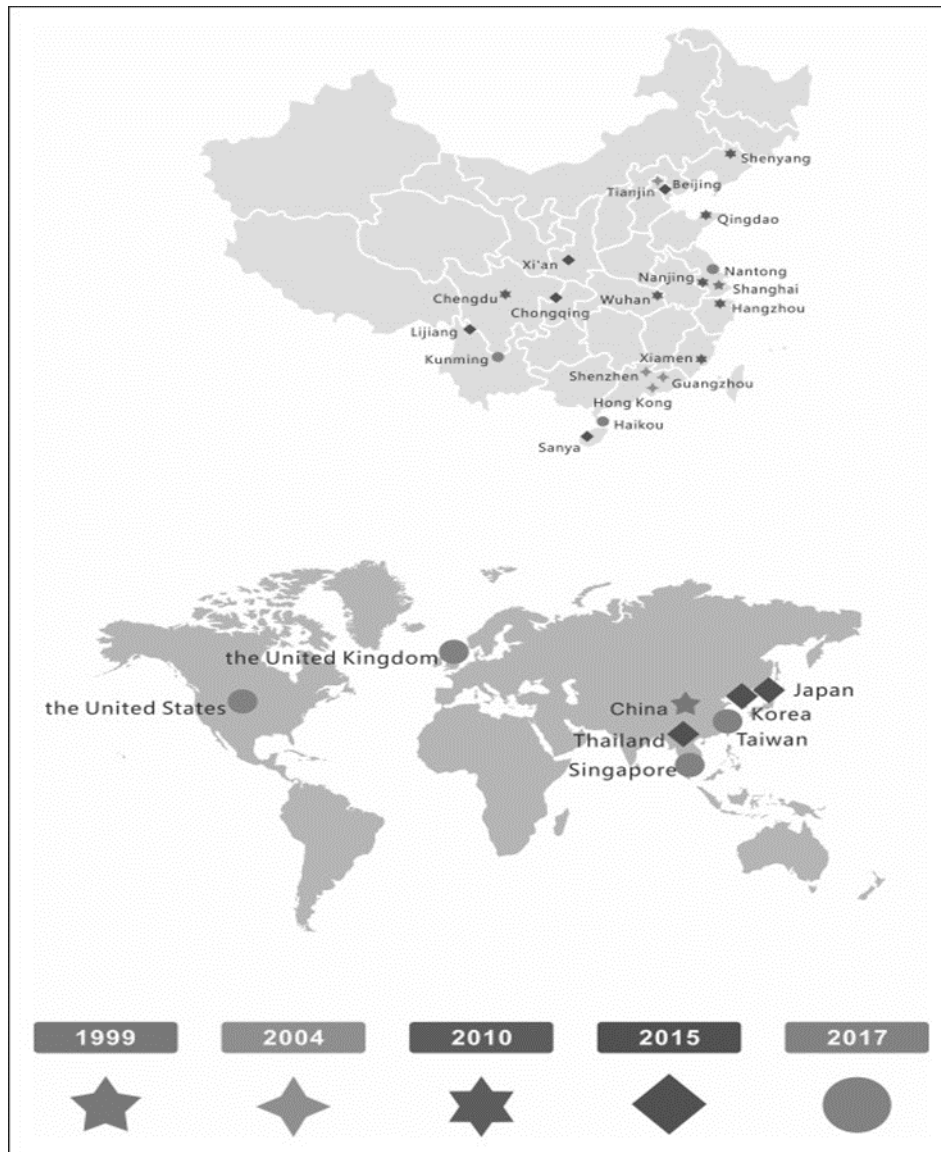 Shenyang
Beijing
Tianjin
Qingdao
Xi'an
Nantong
Nanjing
Shanghai
Chengdu
Wuhan
Hangzhou
Chongqing
Lijiang
Kunming
Xiamen
Shenzhen
Guangzhou
Hong Kong
Haikou
Sanya
the United Kingdom
Japan
the United States
China
Korea
Thailand
Taiwan
Singapore
1999 2004 2010 2015 2017